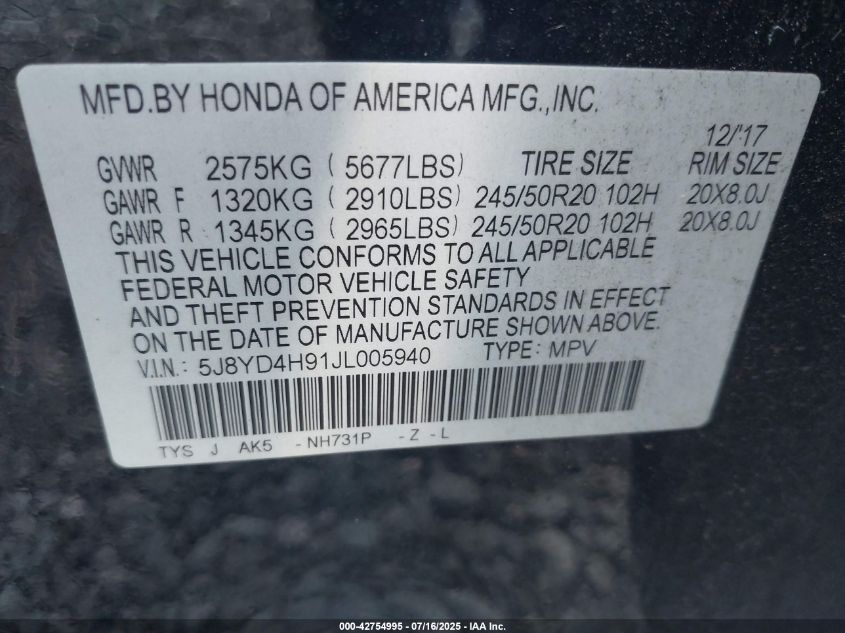 MFD.BY HONDA OF AMERICA MFG.,INC.
12/'17
GVWR 2575KG ( 5677LBS) TIRE SIZE RIM SIZE
GAWR F 1320KG ( 2910LBS) 245/50R20 102H 20X8.0J
GAWR R 1345KG ( 2965LBS) 245/50R20 102H 20X8.0J
THIS VEHICLE CONFORMS TO ALL APPLICABLE
FEDERAL MOTOR VEHICLE SAFETY
AND THEFT PREVENTION STANDARDS IN EFFECT
ON THE DATE OF MANUFACTURE SHOWN ABOVE.
V.I.N.: 5J8YD4H91JL005940 TYPE: MPV
TYS J AK5 - NH731P - Z - L
000-42754995 - 07/16/2025 - IAA Inc.